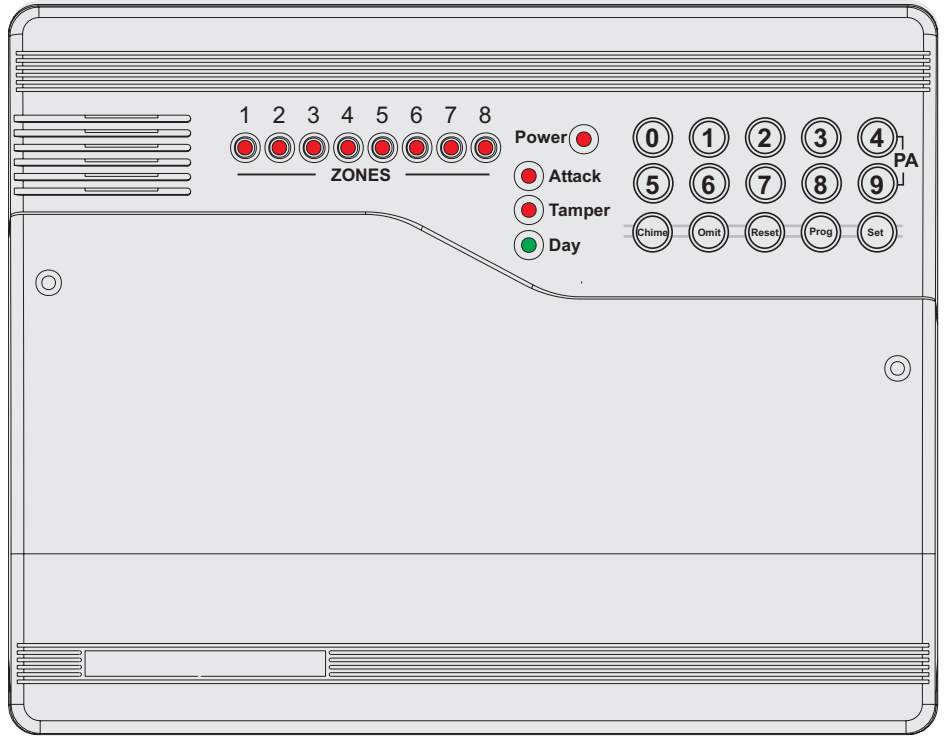 1 2 3 4 5 6 7 8
ZONES
Power
Attack
Tamper
Day
0 1 2 3 4
PA
5 6 7 8 9
Chime Omit Reset Prog Set